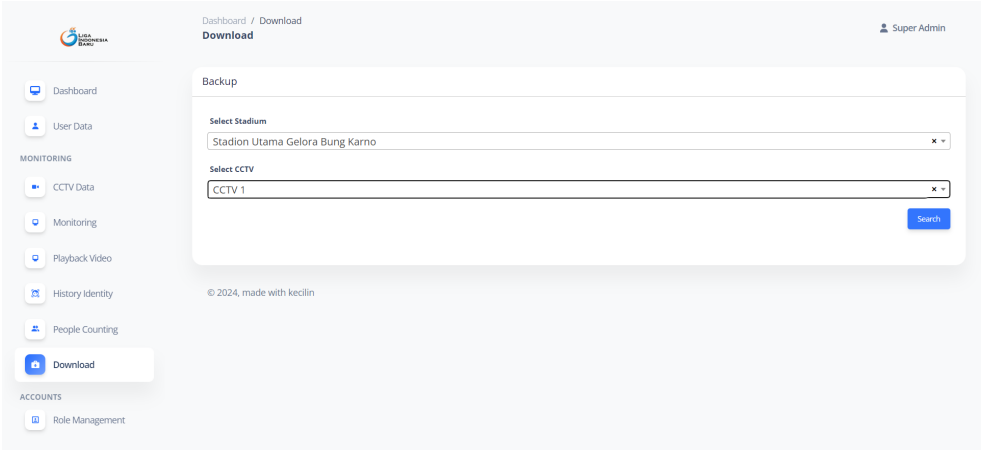 LIGA
INDONESIA
BARU
Dashboard
User Data
MONITORING
CCTV Data
Monitoring
Playback Video
History Identity
People Counting
Download
ACCOUNTS
Role Management
Dashboard / Download
Download
Super Admin
Backup
Select Stadium
Stadion Utama Gelora Bung Karno
Select CCTV
CCTV 1
Search
© 2024, made with kecilin